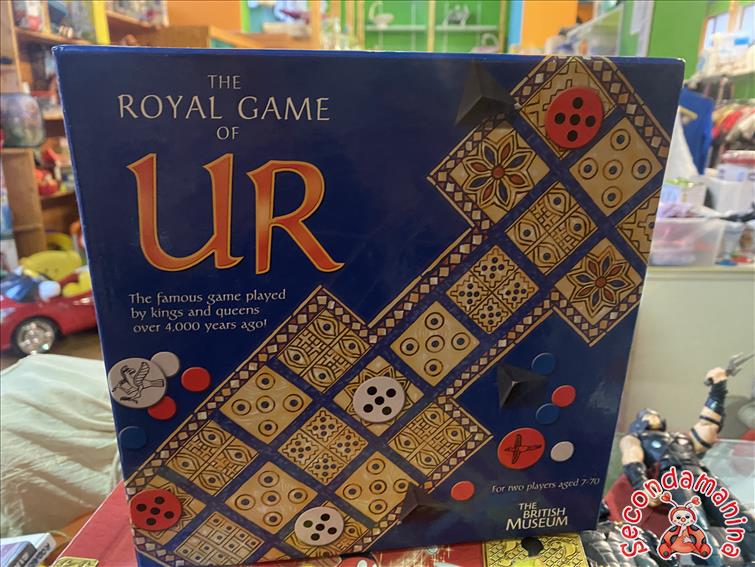 THE
ROYAL GAME
OF
UR
The famous game played
by kings and queens
over 4,000 years ago!
For two players aged 7-70
THE
BRITISH
MUSEUM
secondamanina